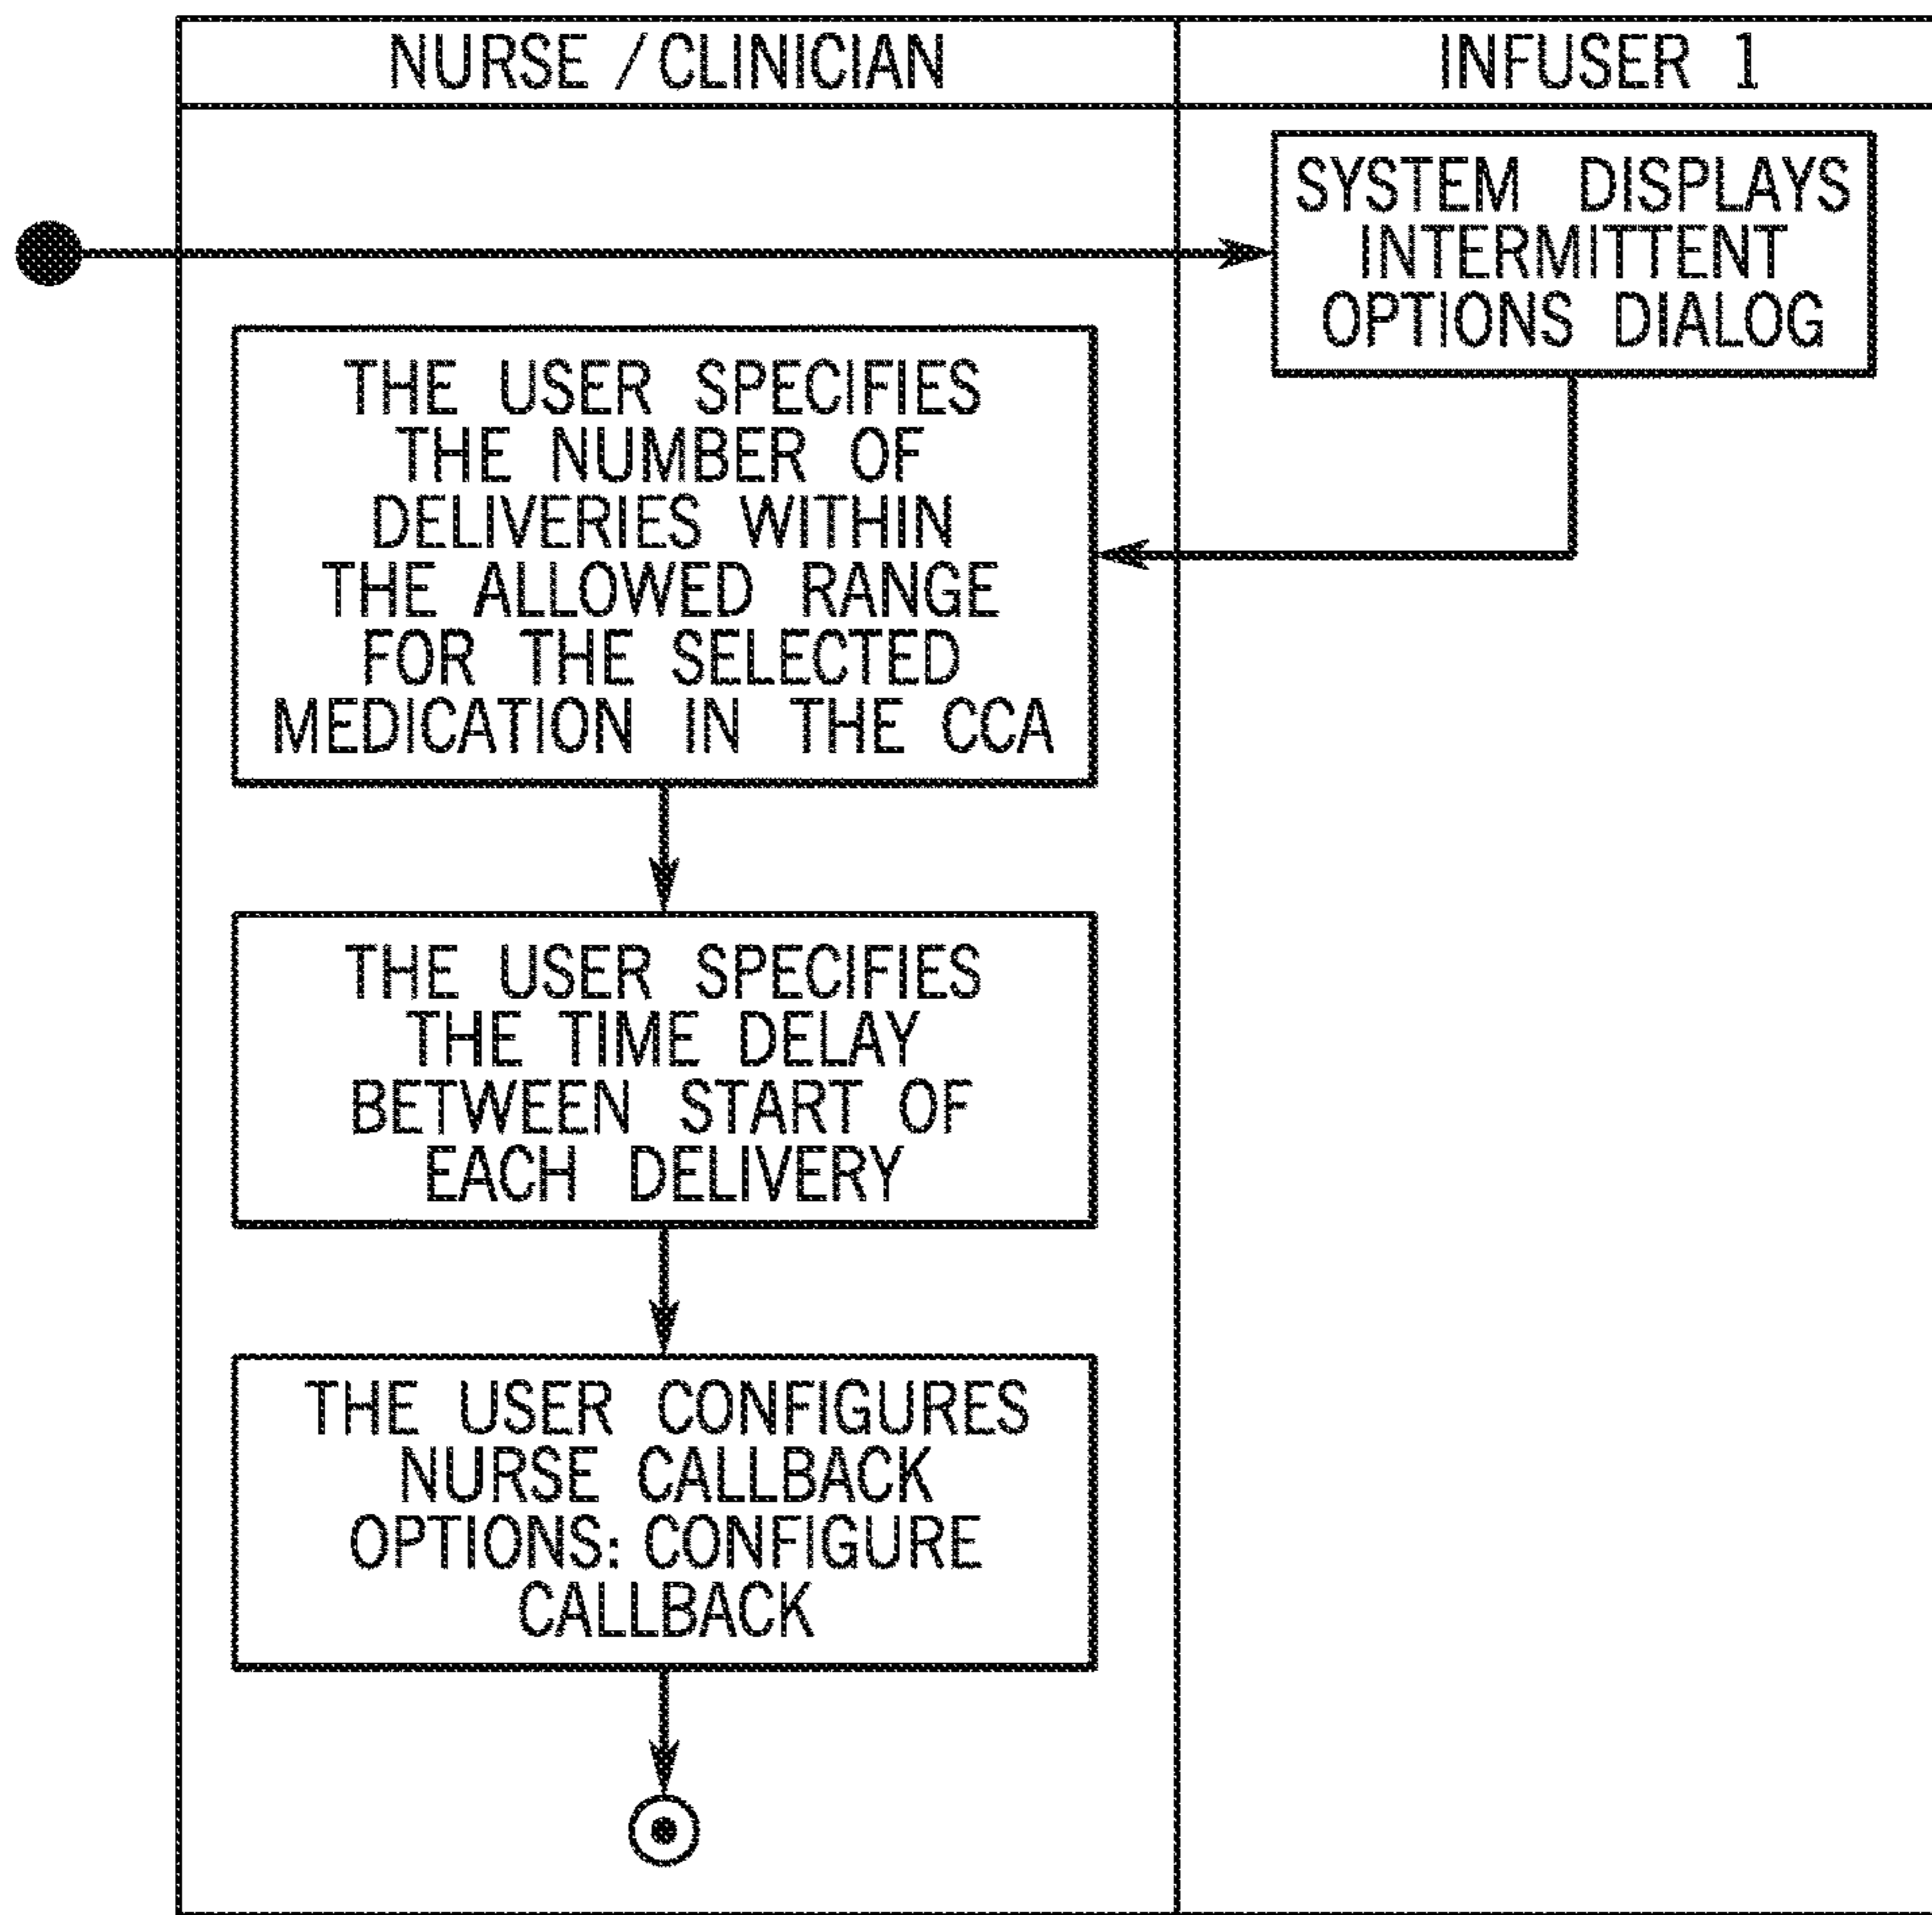 NURSE / CLINICIAN
INFUSER 1
SYSTEM DISPLAYS
INTERMITTENT
OPTIONS DIALOG
THE USER SPECIFIES
THE NUMBER OF
DELIVERIES WITHIN
THE ALLOWED RANGE
FOR THE SELECTED
MEDICATION IN THE CCA
THE USER SPECIFIES
THE TIME DELAY
BETWEEN START OF
EACH DELIVERY
THE USER CONFIGURES
NURSE CALLBACK
OPTIONS: CONFIGURE
CALLBACK